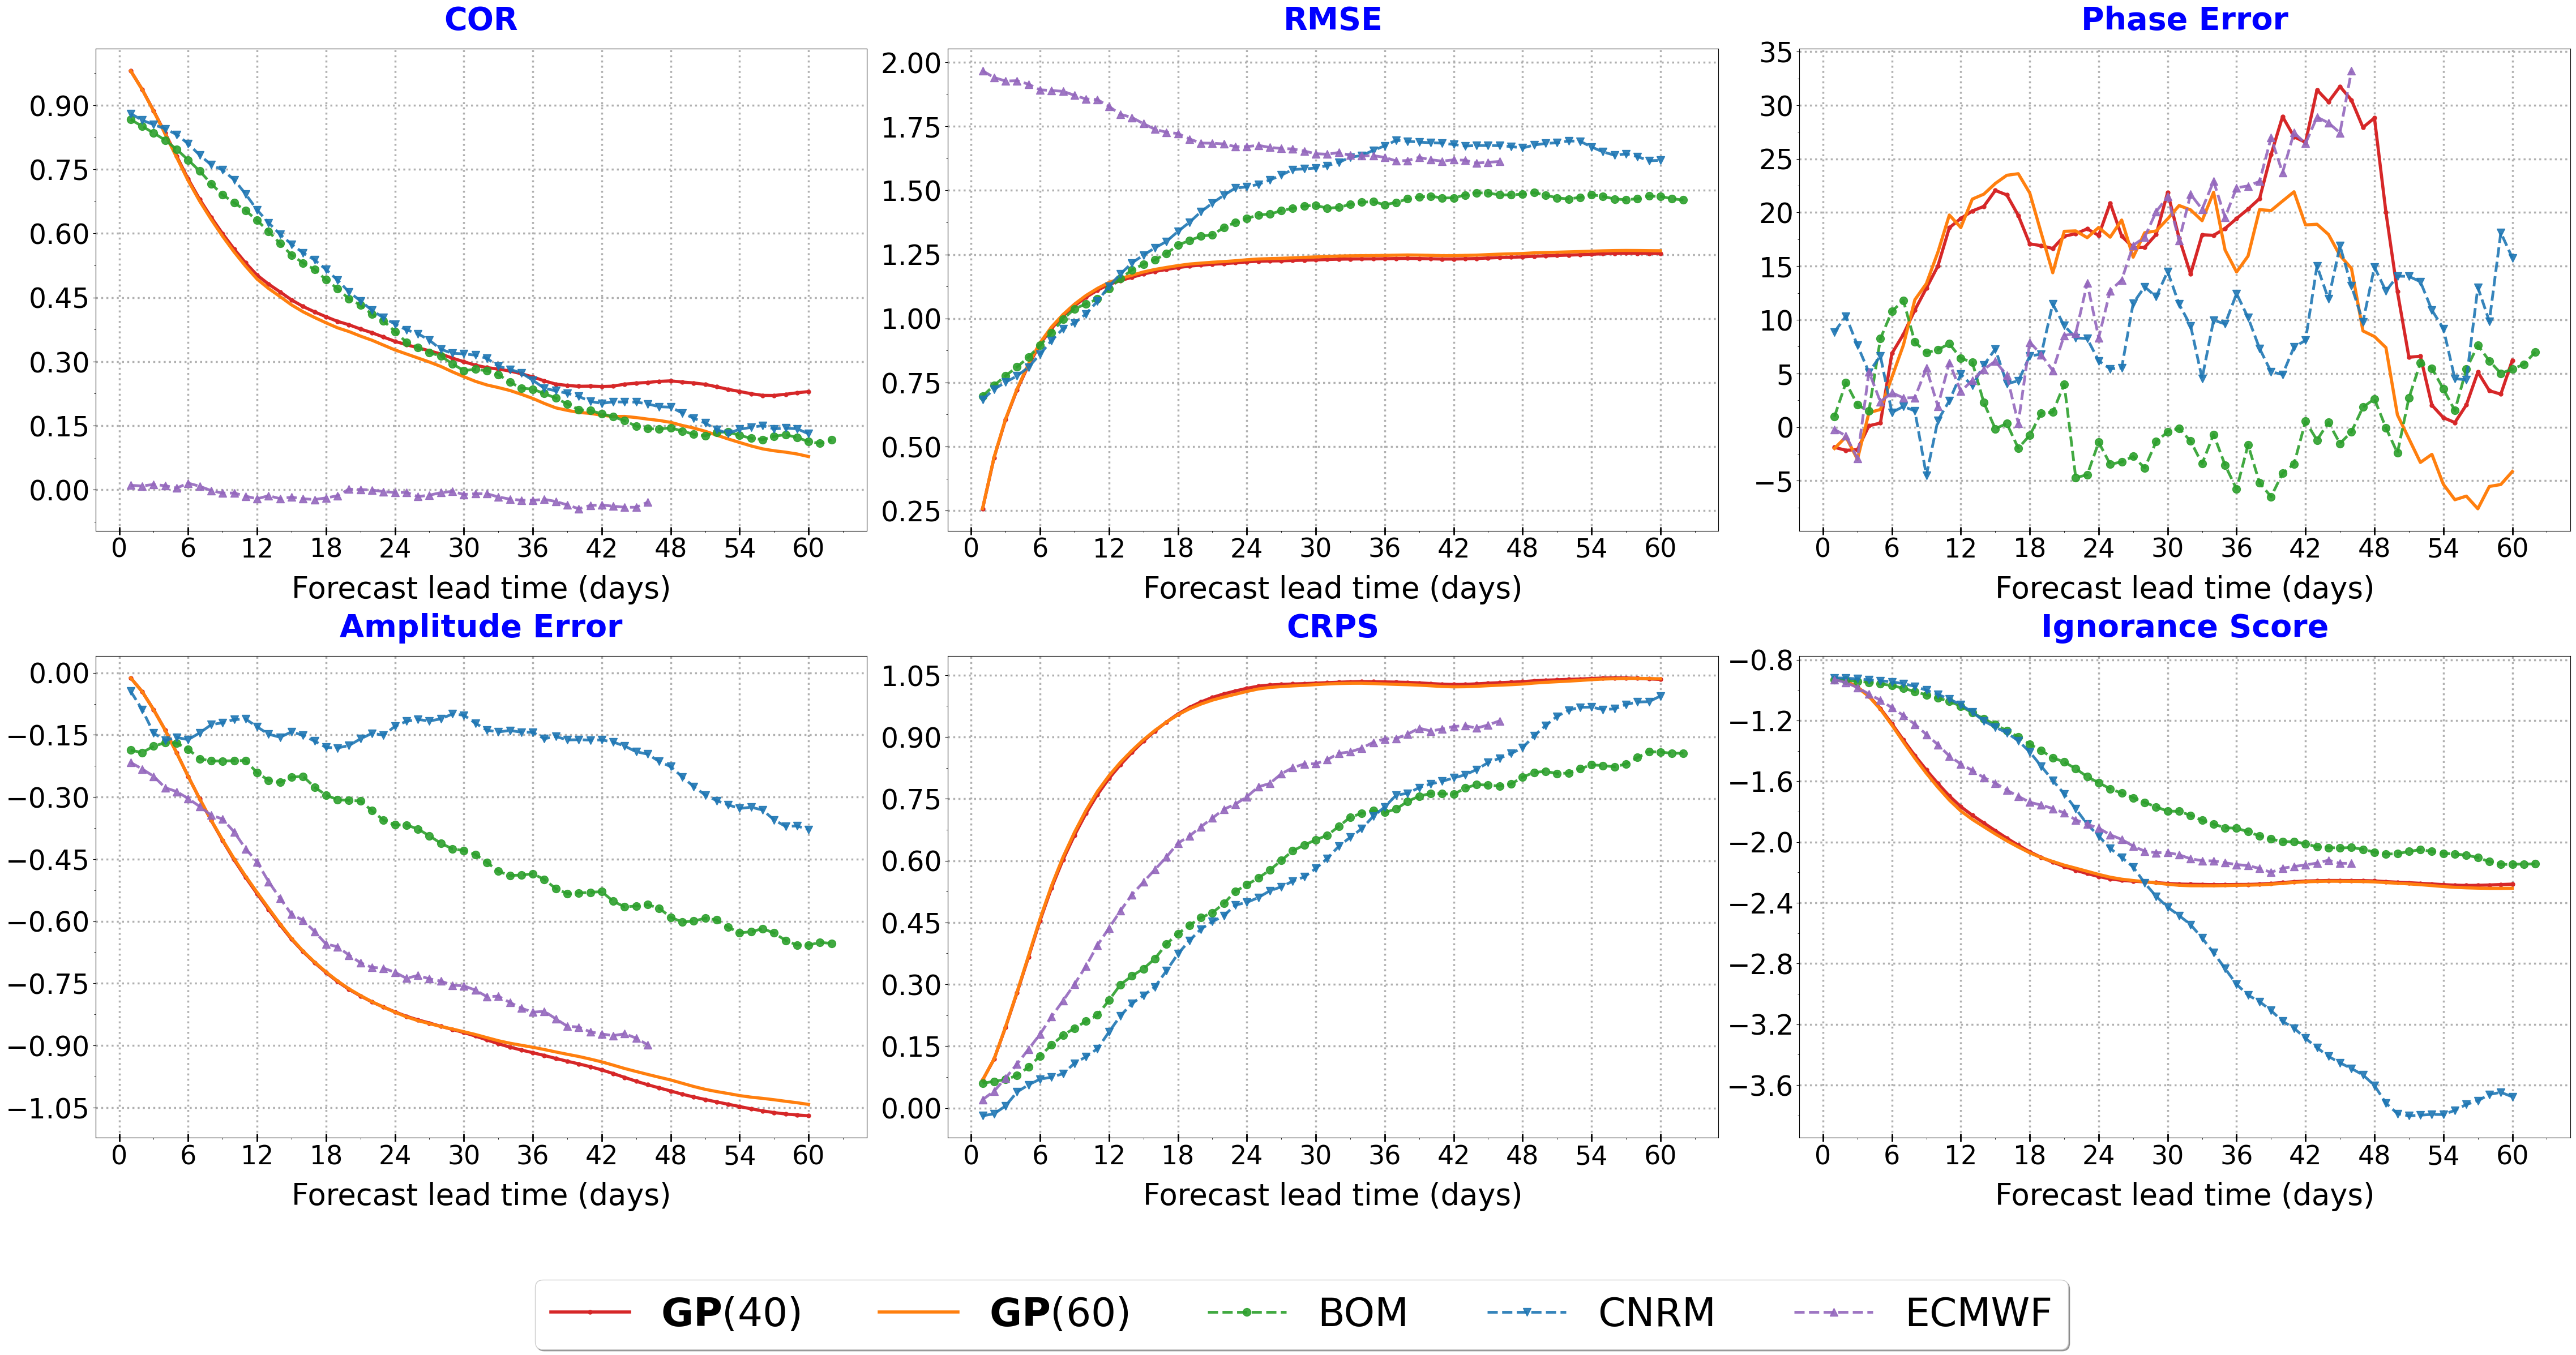 COR
RMSE
Phase Error
0.90
0.75
0.60
0.45
0.30
0.15
0.00
0 6 12 18 24 30 36 42 48 54 60
Forecast lead time (days)
2.00
1.75
1.50
1.25
1.00
0.75
0.50
0.25
0 6 12 18 24 30 36 42 48 54 60
Forecast lead time (days)
35
30
25
20
15
10
5
0
−5
0 6 12 18 24 30 36 42 48 54 60
Forecast lead time (days)
Amplitude Error
CRPS
Ignorance Score
0.00
−0.15
−0.30
−0.45
−0.60
−0.75
−0.90
−1.05
0 6 12 18 24 30 36 42 48 54 60
Forecast lead time (days)
1.05
0.90
0.75
0.60
0.45
0.30
0.15
0.00
0 6 12 18 24 30 36 42 48 54 60
Forecast lead time (days)
−0.8
−1.2
−1.6
−2.0
−2.4
−2.8
−3.2
−3.6
0 6 12 18 24 30 36 42 48 54 60
Forecast lead time (days)
GP(40) GP(60) BOM CNRM ECMWF